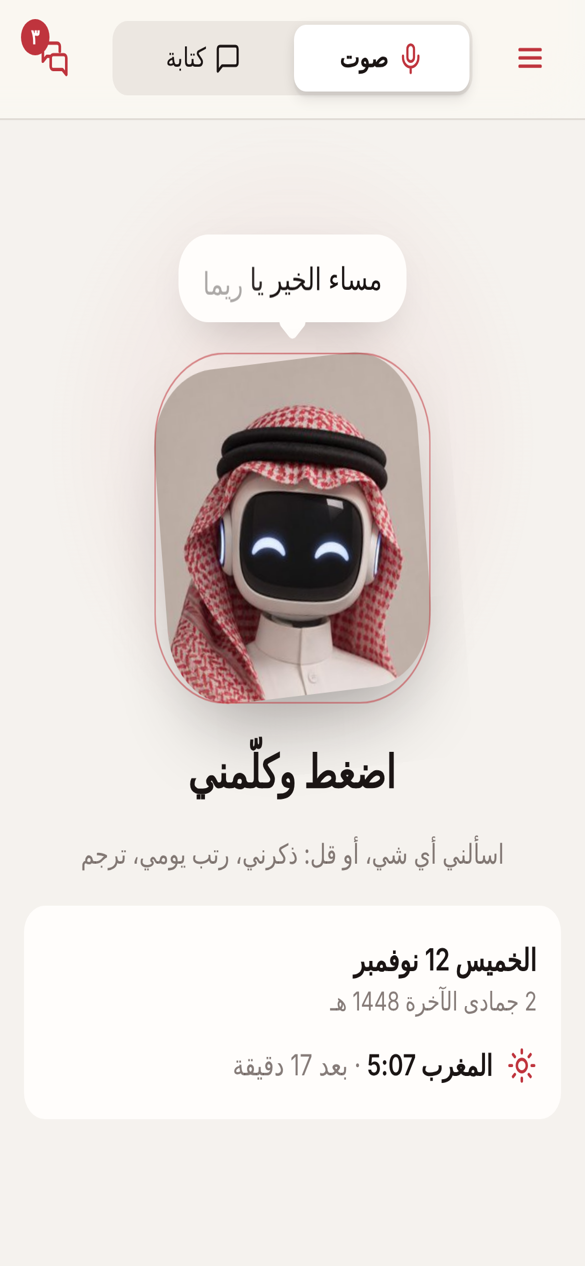 صوت
كتابة
٣
مساء الخير يا ريما
اضغط وكلّمني
اسألني أي شي، أو قل: ذكرني، رتب يومي، ترجم
الخميس 12 نوفمبر
2 جمادى الآخرة 1448 هـ
المغرب 5:07 · بعد 17 دقيقة